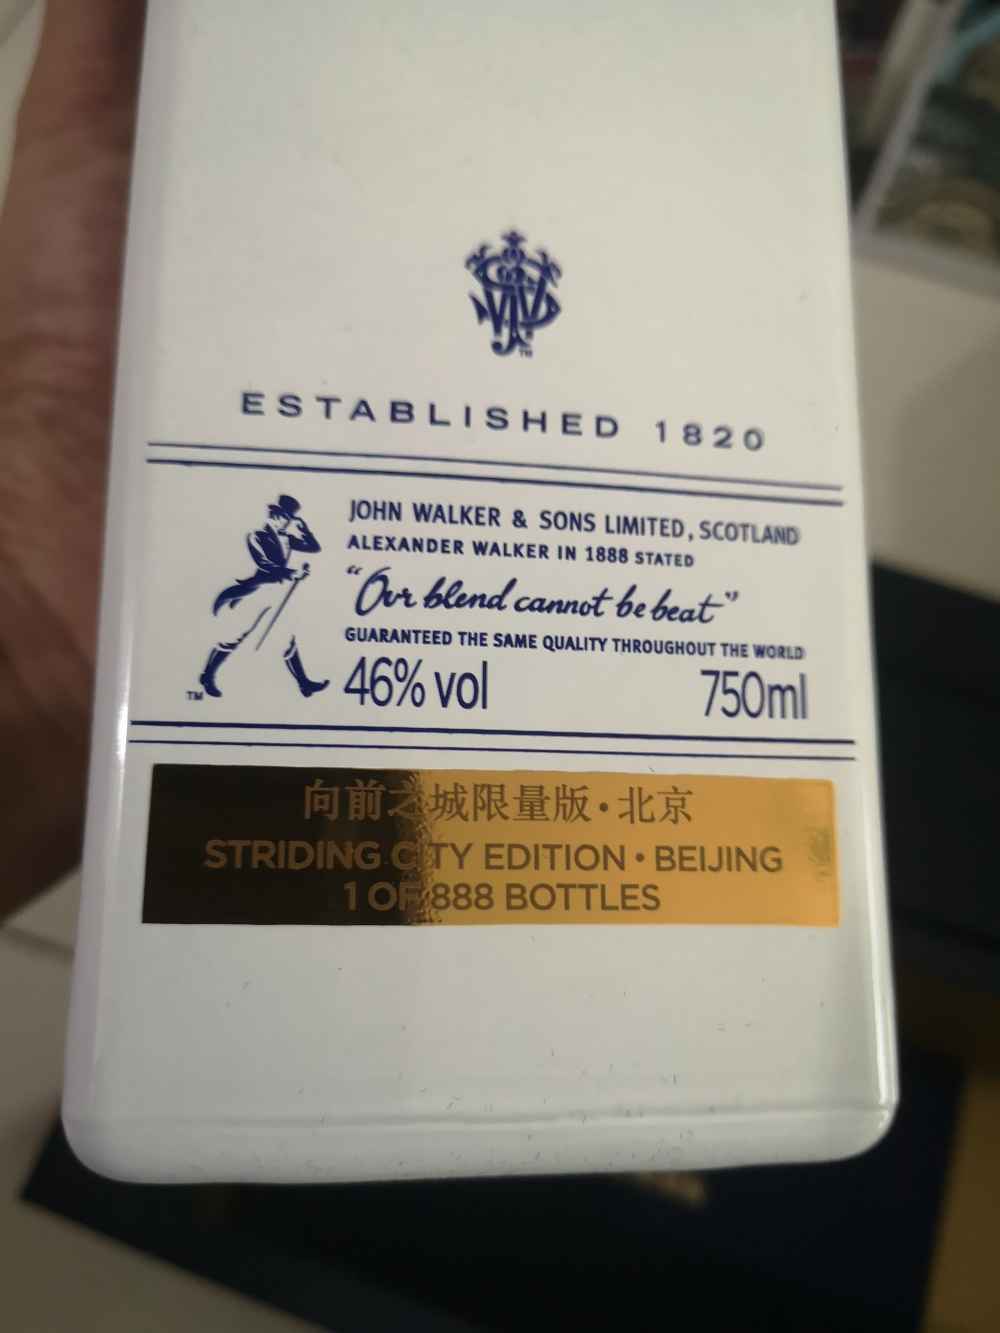 ESTABLISHED 1820
JOHN WALKER & SONS LIMITED, SCOTLAND
ALEXANDER WALKER IN 1888 STATED
"Our blend cannot be beat"
GUARANTEED THE SAME QUALITY THROUGHOUT THE WORLD
46% vol 750ml
TM
向前之城限量版·北京
STRIDING CITY EDITION • BEIJING
1 OF 888 BOTTLES